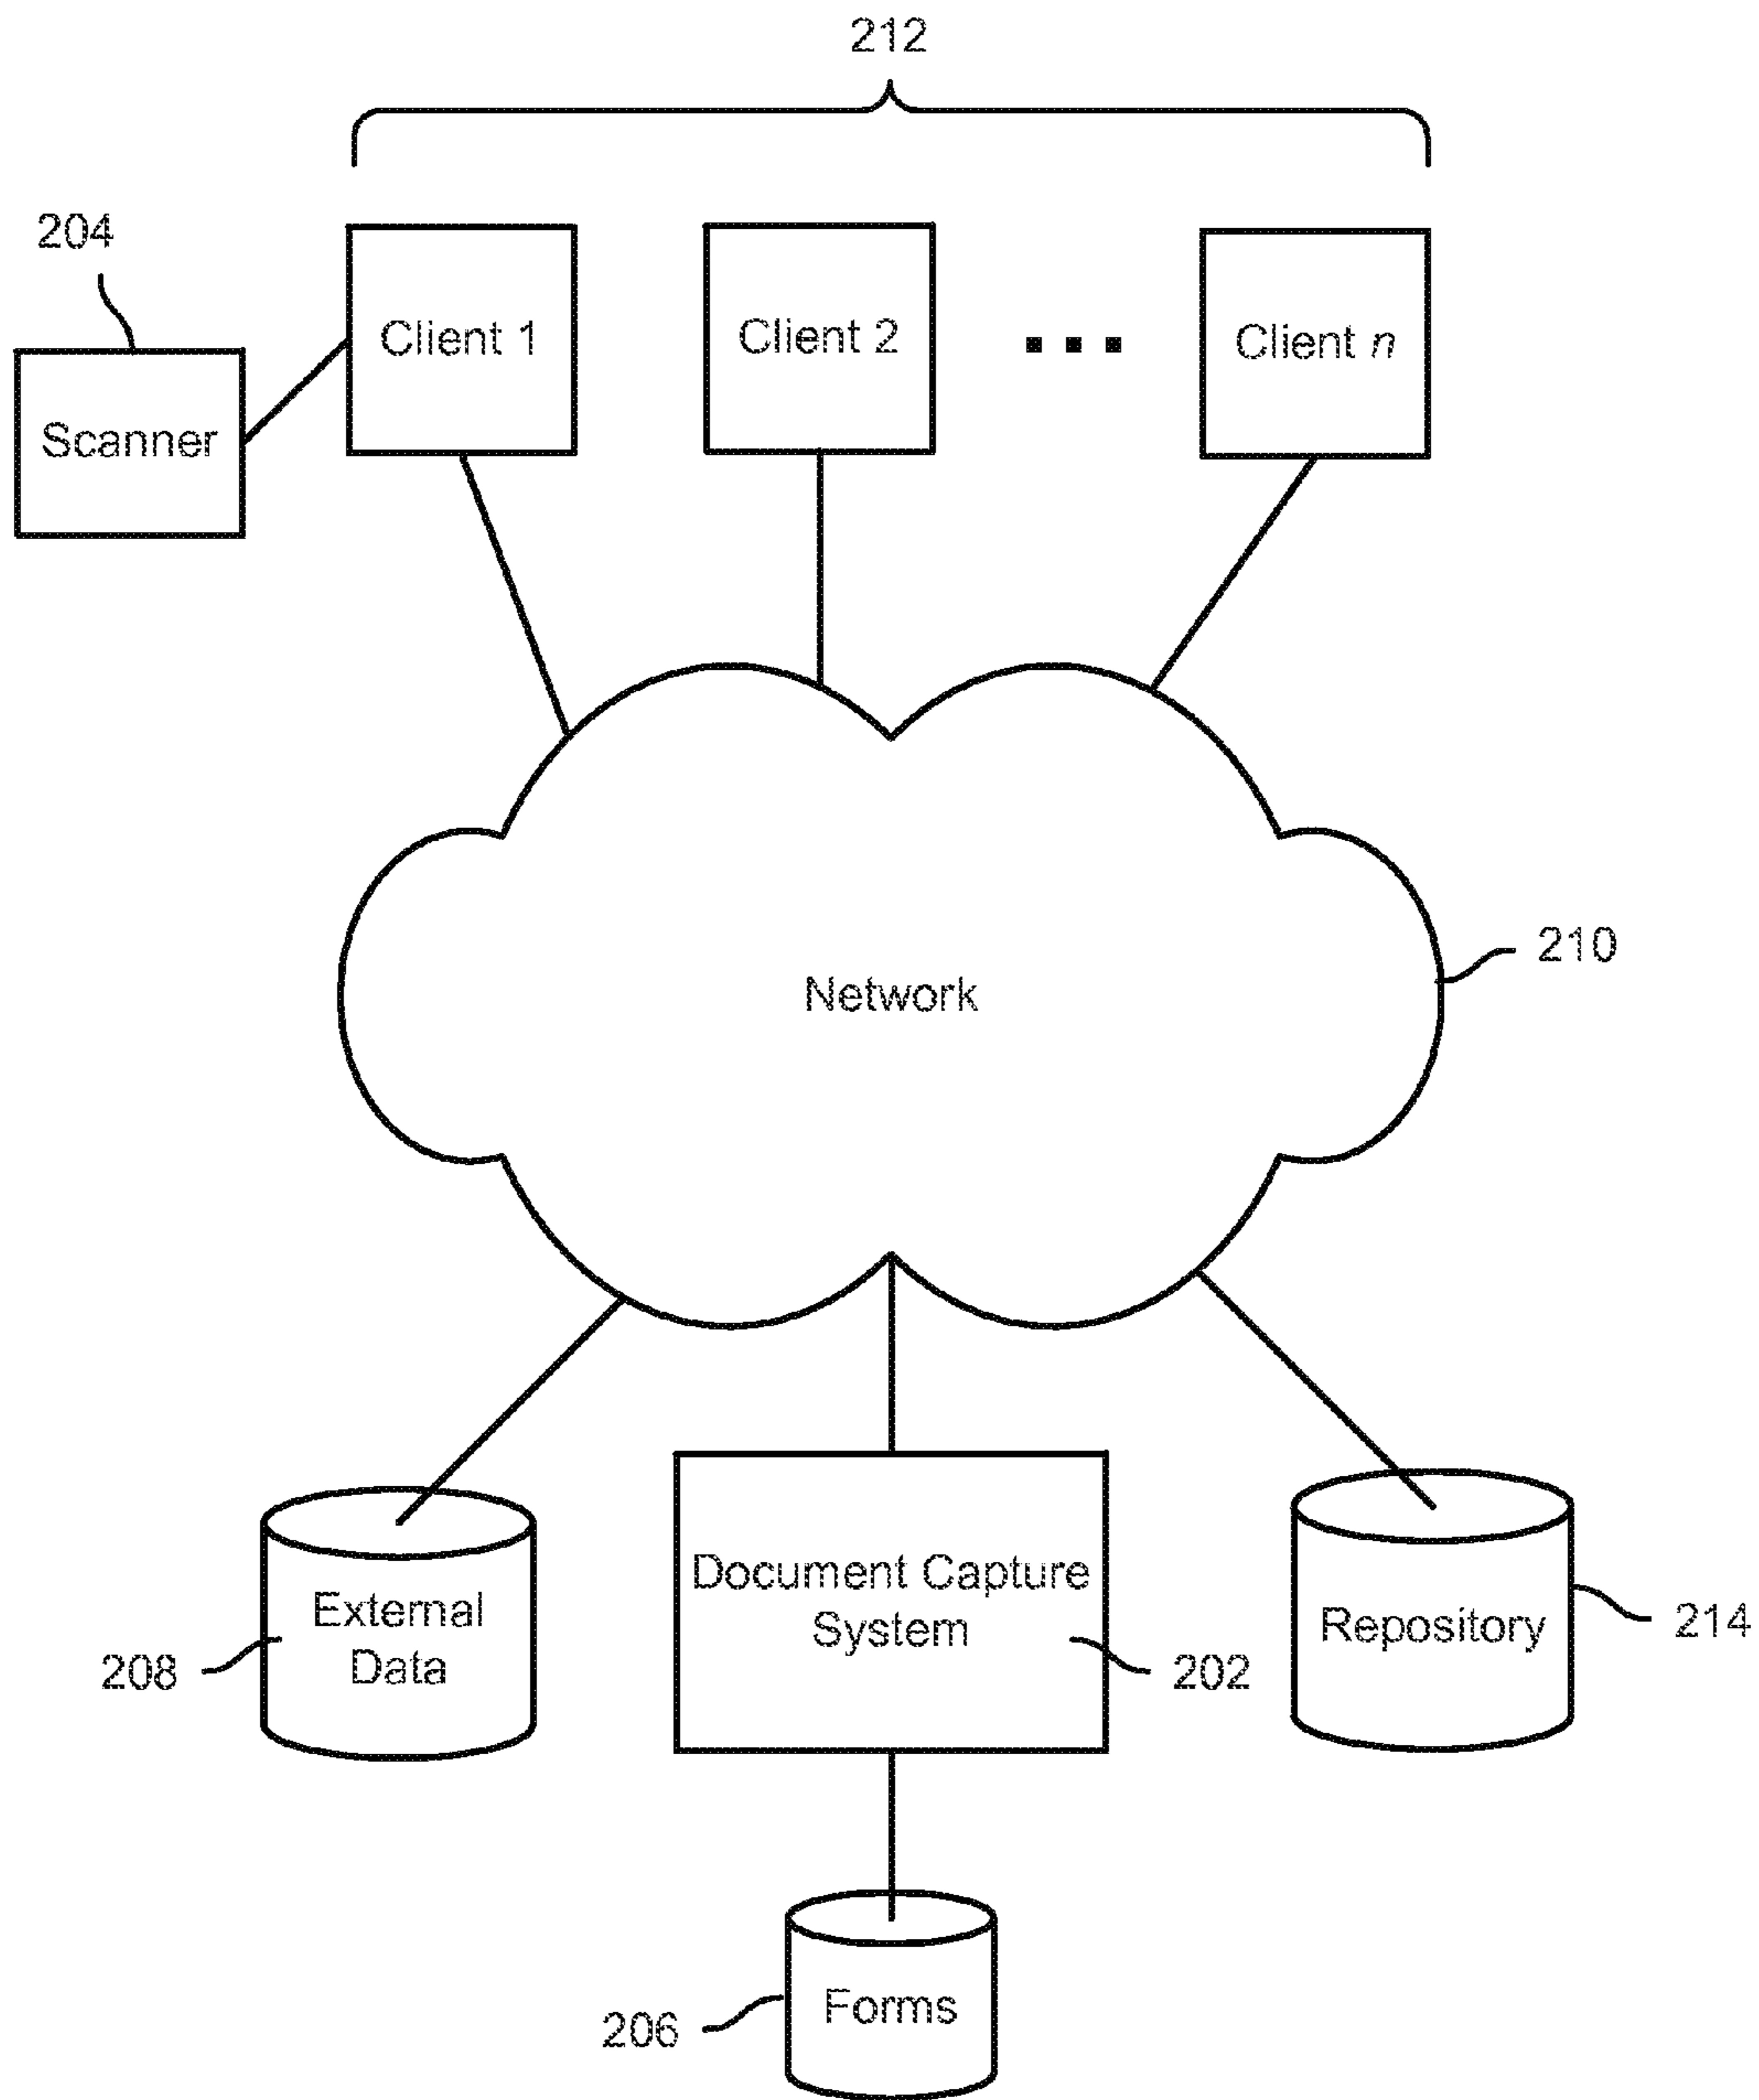 212
204
Client 1
Client 2
...
Client n
Scanner
210
Network
Document Capture
System
External
Data
Repository
208
202
214
Forms
206